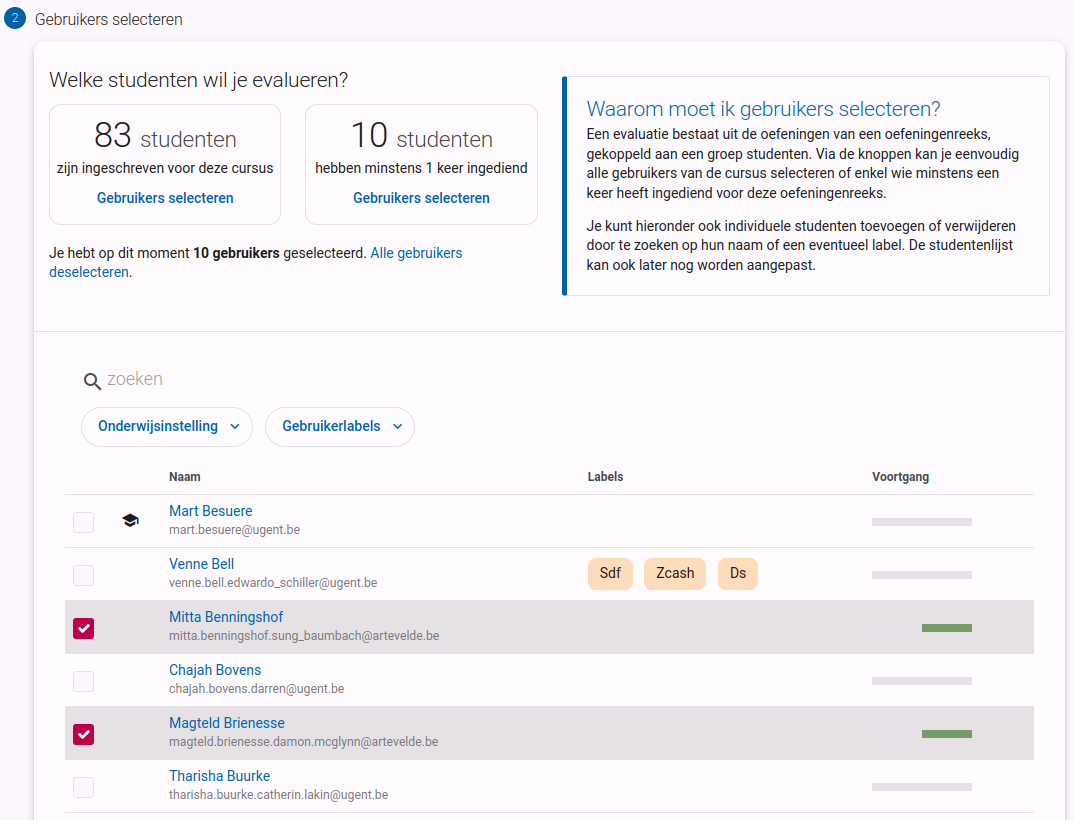 2 Gebruikers selecteren
Welke studenten wil je evalueren?
83 studenten
zijn ingeschreven voor deze cursus
Gebruikers selecteren
10 studenten
hebben minstens 1 keer ingediend
Gebruikers selecteren
Je hebt op dit moment 10 gebruikers geselecteerd. Alle gebruikers
deselecteren.
Waarom moet ik gebruikers selecteren?
Een evaluatie bestaat uit de oefeningen van een oefeningenreeks,
gekoppeld aan een groep studenten. Via de knoppen kan je eenvoudig
alle gebruikers van de cursus selecteren of enkel wie minstens een
keer heeft ingediend voor deze oefeningenreeks.
Je kunt hieronder ook individuele studenten toevoegen of verwijderen
door te zoeken op hun naam of een eventueel label. De studentenlijst
kan ook later nog worden aangepast.
zoeken
Onderwijsinstelling Gebruikerlabels
Naam Labels Voortgang
Mart Besuere
mart.besuere@ugent.be
Venne Bell
venne.bell.edwardo_schiller@ugent.be
Sdf Zcash Ds
Mitta Benningshof
mitta.benningshof.sung_baumbach@artevelde.be
Chajah Bovens
chajah.bovens.darren@ugent.be
Magteld Brienesse
magteld.brienesse.damon.mcglynn@artevelde.be
Tharisha Buurke
tharisha.buurke.catherin.lakin@ugent.be